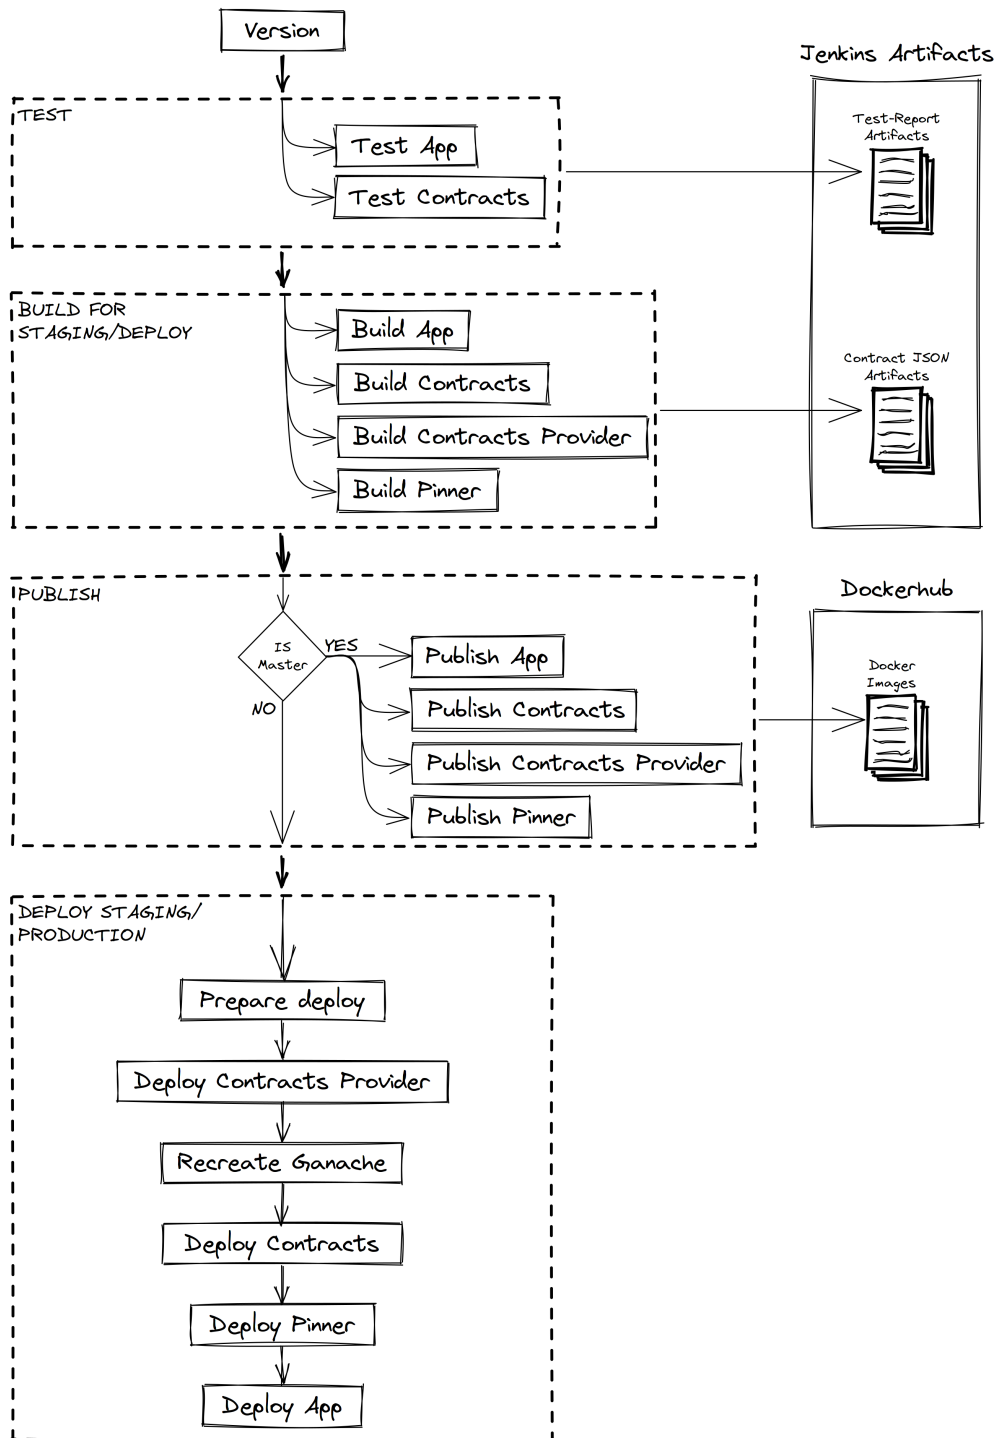 Version
Jenkins Artifacts
TEST
Test-Report
Artifacts
Test App
Test Contracts
BUILD FOR
STAGING/DEPLOY
Build App
Build Contracts
Build Contracts Provider
Build Pinner
Contract JSON
Artifacts
PUBLISH
IS
Master
YES
NO
Publish App
Publish Contracts
Publish Contracts Provider
Publish Pinner
Dockerhub
Docker
Images
DEPLOY STAGING/
PRODUCTION
Prepare deploy
Deploy Contracts Provider
Recreate Ganache
Deploy Contracts
Deploy Pinner
Deploy App